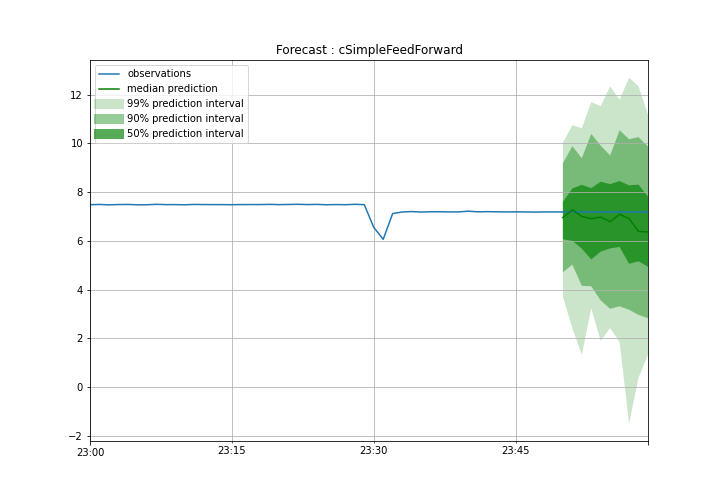 Forecast : cSimpleFeedForward
observations
median prediction
99% prediction interval
90% prediction interval
50% prediction interval
12
10
8
6
4
2
0
−2
23:00
23:15
23:30
23:45